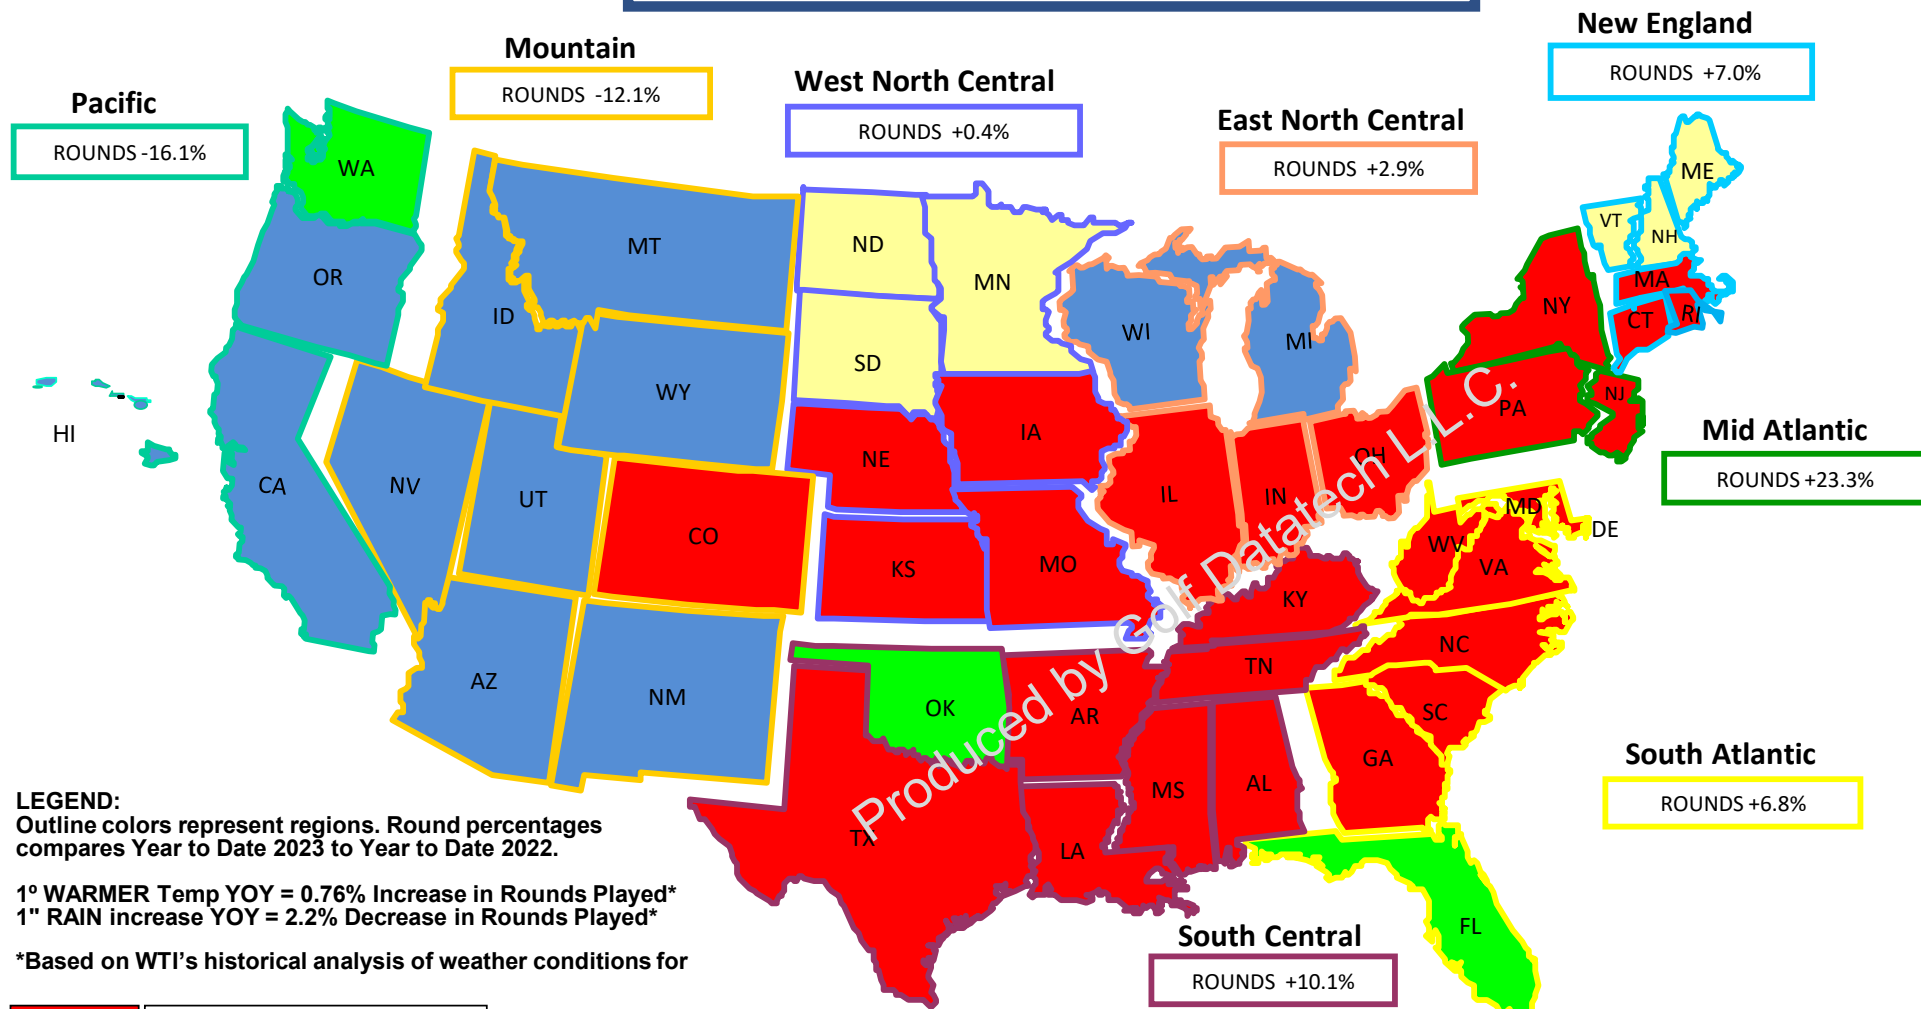 New England
ROUNDS +7.0%
Mountain
ROUNDS -12.1%
West North Central
ROUNDS +0.4%
Pacific
ROUNDS -16.1%
East North Central
ROUNDS +2.9%
WA
ME
VT
NH
MT
ND
MN
OR
ID
MA
NY
CT
RI
WI
MI
SD
WY
HI
IA
PA
NJ
Mid Atlantic
ROUNDS +23.3%
NE
OH
CA
NV
UT
IL
IN
MD
DE
CO
KS
MO
WV
VA
KY
NC
TN
AZ
NM
OK
AR
SC
GA
South Atlantic
ROUNDS +6.8%
MS
AL
TX
LA
FL
Produced by Golf Datatech L.L.C.
LEGEND:
Outline colors represent regions. Round percentages
compares Year to Date 2023 to Year to Date 2022.
1º WARMER Temp YOY = 0.76% Increase in Rounds Played*
1" RAIN increase YOY = 2.2% Decrease in Rounds Played*
*Based on WTI’s historical analysis of weather conditions for
South Central
ROUNDS +10.1%